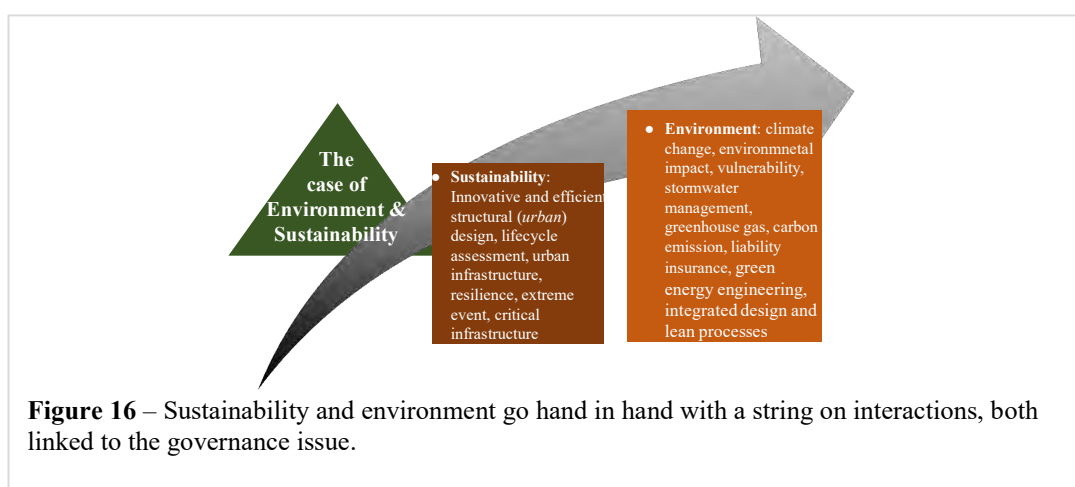 The
case of
Environment &
Sustainability
● Sustainability:
Innovative and efficient
structural (urban)
design, lifecycle
assessment, urban
infrastructure,
resilience, extreme
event, critical
infrastructure
● Environment: climate
change, environmnetal
impact, vulnerability,
stormwater
management,
greenhouse gas, carbon
emission, liability
insurance, green
energy engineering,
integrated design and
lean processes
Figure 16 – Sustainability and environment go hand in hand with a string on interactions, both
linked to the governance issue.